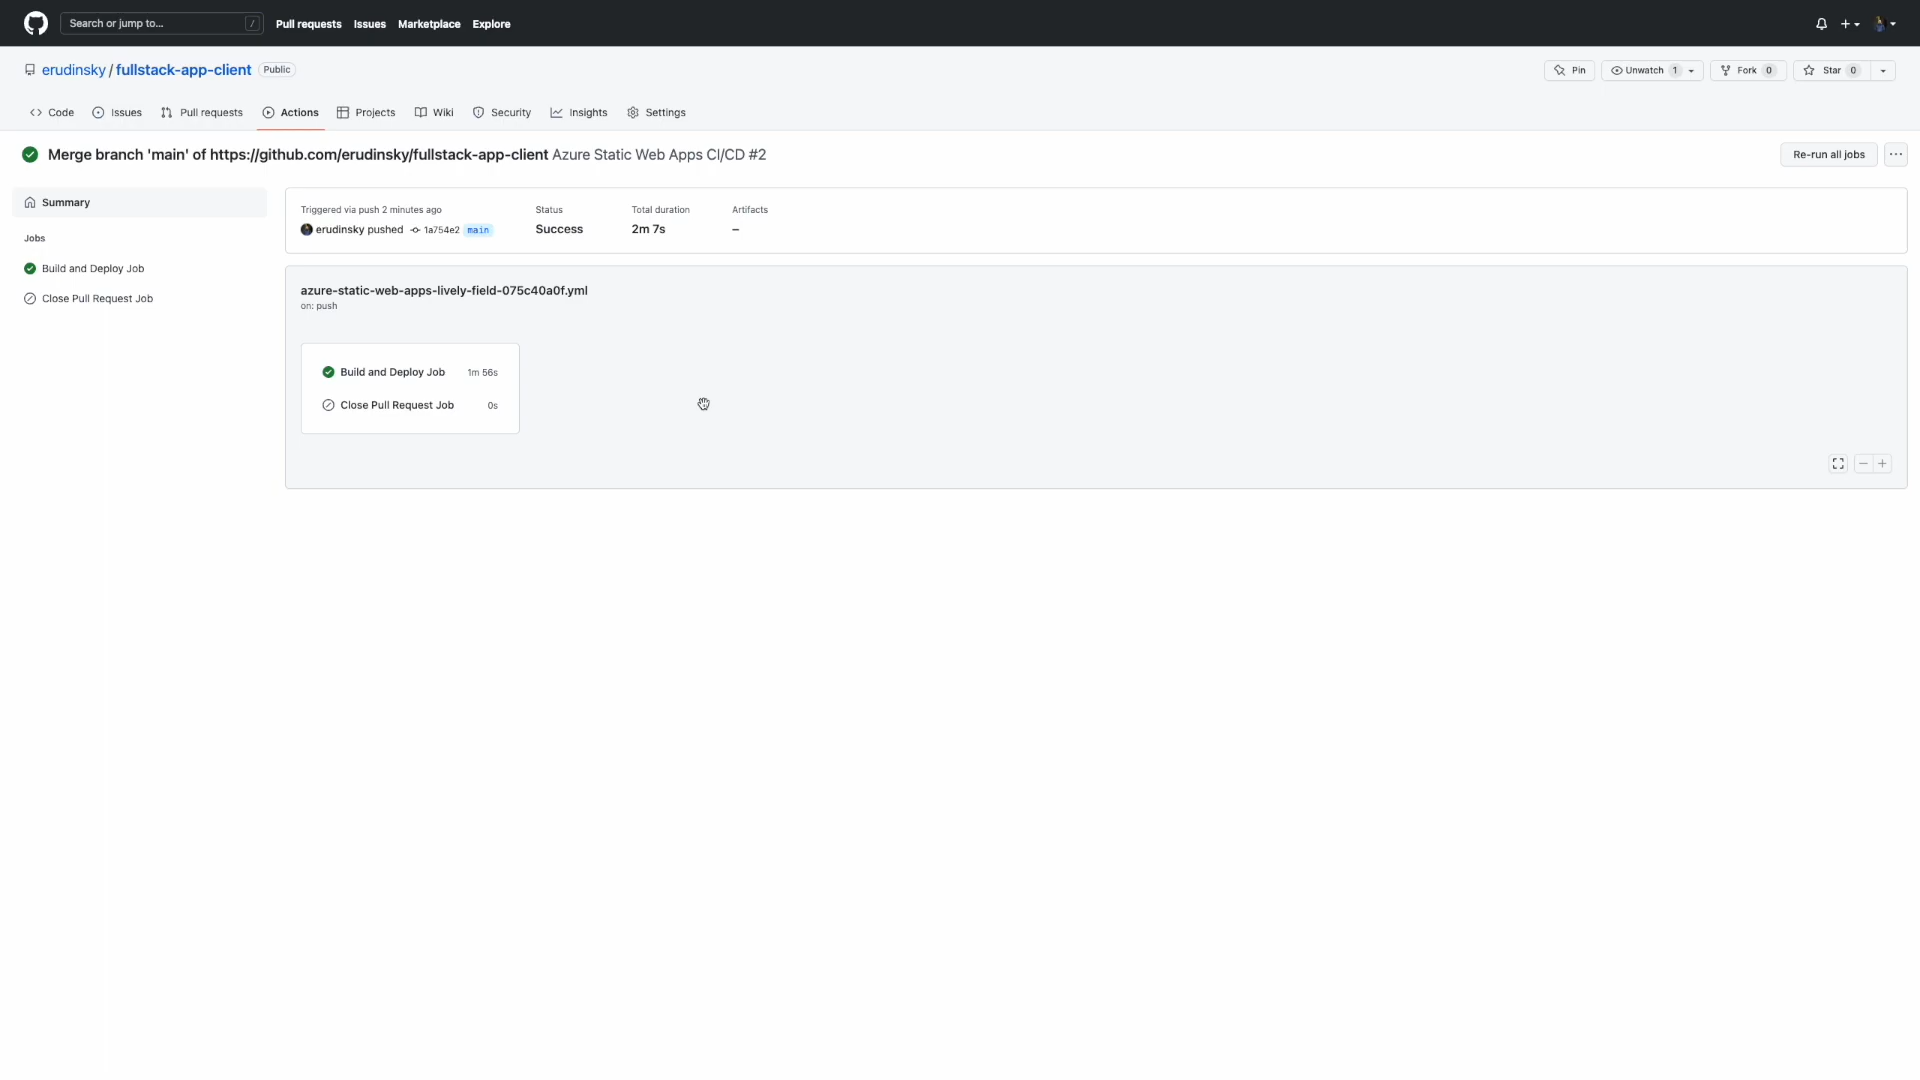 Search or jump to... /
Pull requests Issues Marketplace Explore
erudinsky / fullstack-app-client Public
Pin Unwatch 1 Fork 0 Star 0
Code Issues Pull requests Actions Projects Wiki Security Insights Settings
Merge branch 'main' of https://github.com/erudinsky/fullstack-app-client Azure Static Web Apps CI/CD #2
Re-run all jobs
Summary
Jobs
Build and Deploy Job
Close Pull Request Job
Triggered via push 2 minutes ago
erudinsky pushed 1a754e2 main
Status
Success
Total duration
2m 7s
Artifacts
–
azure-static-web-apps-lively-field-075c40a0f.yml
on: push
Build and Deploy Job 1m 56s
Close Pull Request Job 0s